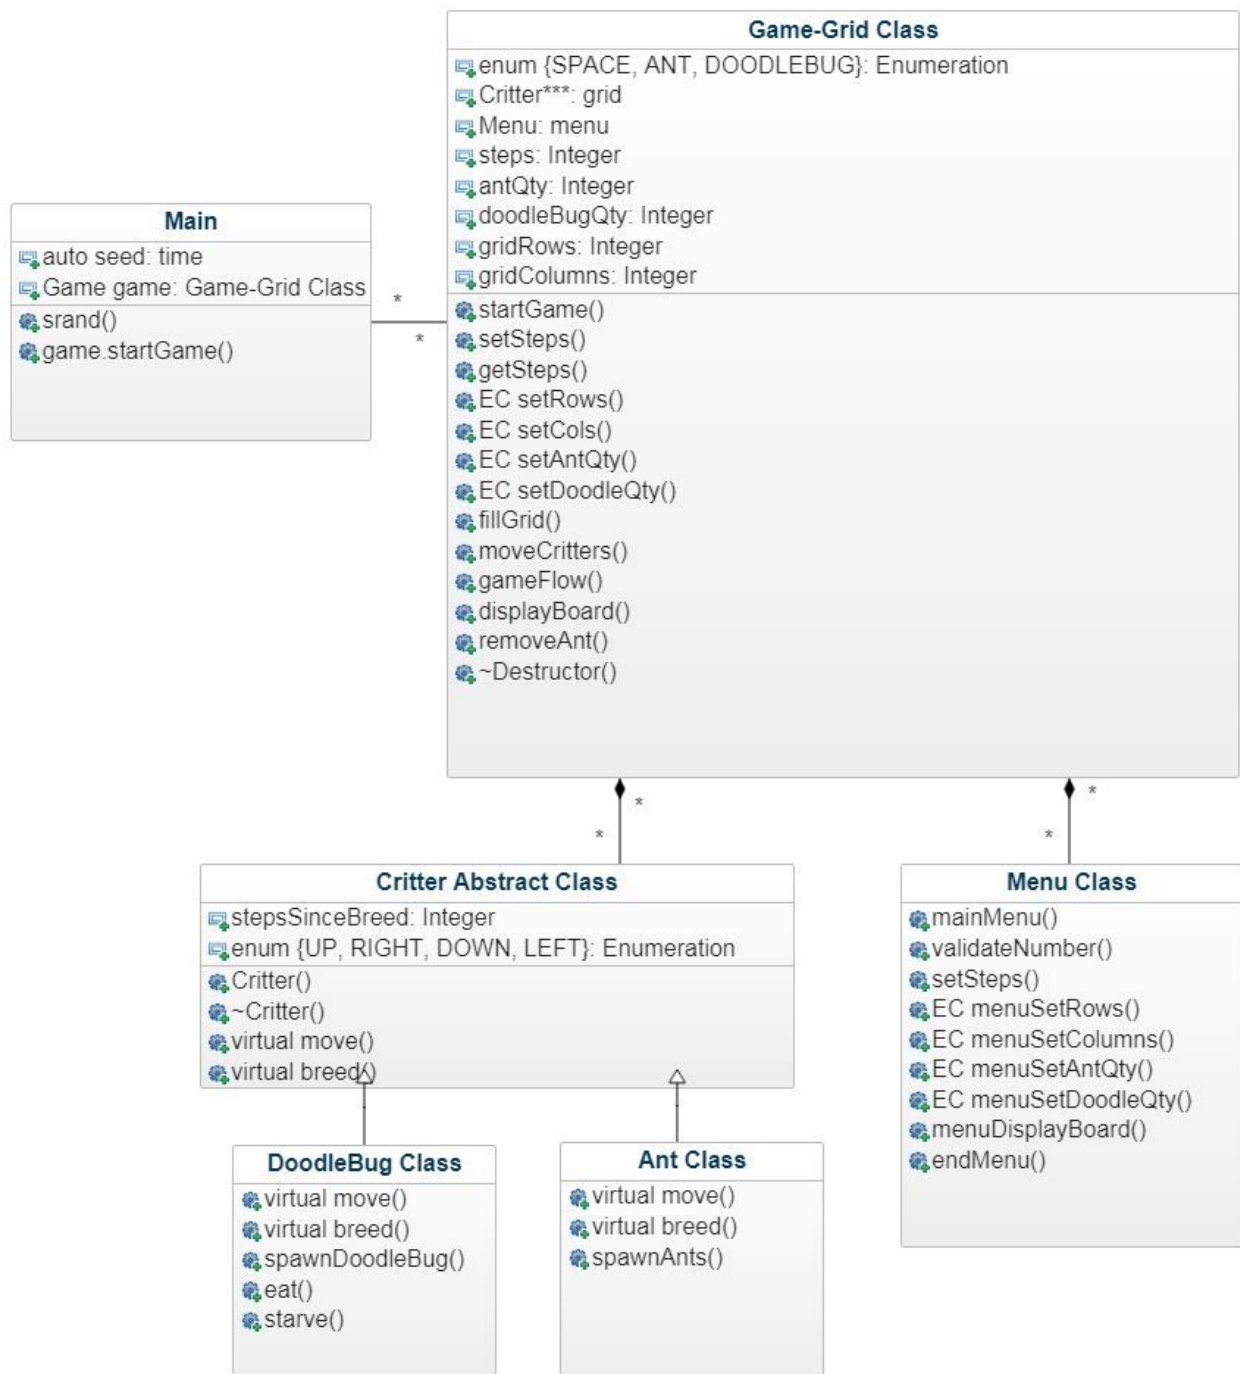 Game-Grid Class
enum {SPACE, ANT, DOODLEBUG}: Enumeration
Critter***: grid
Menu: menu
steps: Integer
antQty: Integer
doodleBugQty: Integer
gridRows: Integer
gridColumns: Integer
startGame()
setSteps()
getSteps()
EC setRows()
EC setCols()
EC setAntQty()
EC setDoodleQty()
fillGrid()
moveCritters()
gameFlow()
displayBoard()
removeAnt()
~Destructor()
Main
auto seed: time
Game game: Game-Grid Class
srand()
game.startGame()
*
*
*
*
*
*
Critter Abstract Class
stepsSinceBreed: Integer
enum {UP, RIGHT, DOWN, LEFT}: Enumeration
Critter()
~Critter()
virtual move()
virtual breed()
Menu Class
mainMenu()
validateNumber()
setSteps()
EC menuSetRows()
EC menuSetColumns()
EC menuSetAntQty()
EC menuSetDoodleQty()
menuDisplayBoard()
endMenu()
DoodleBug Class
virtual move()
virtual breed()
spawnDoodleBug()
eat()
starve()
Ant Class
virtual move()
virtual breed()
spawnAnts()